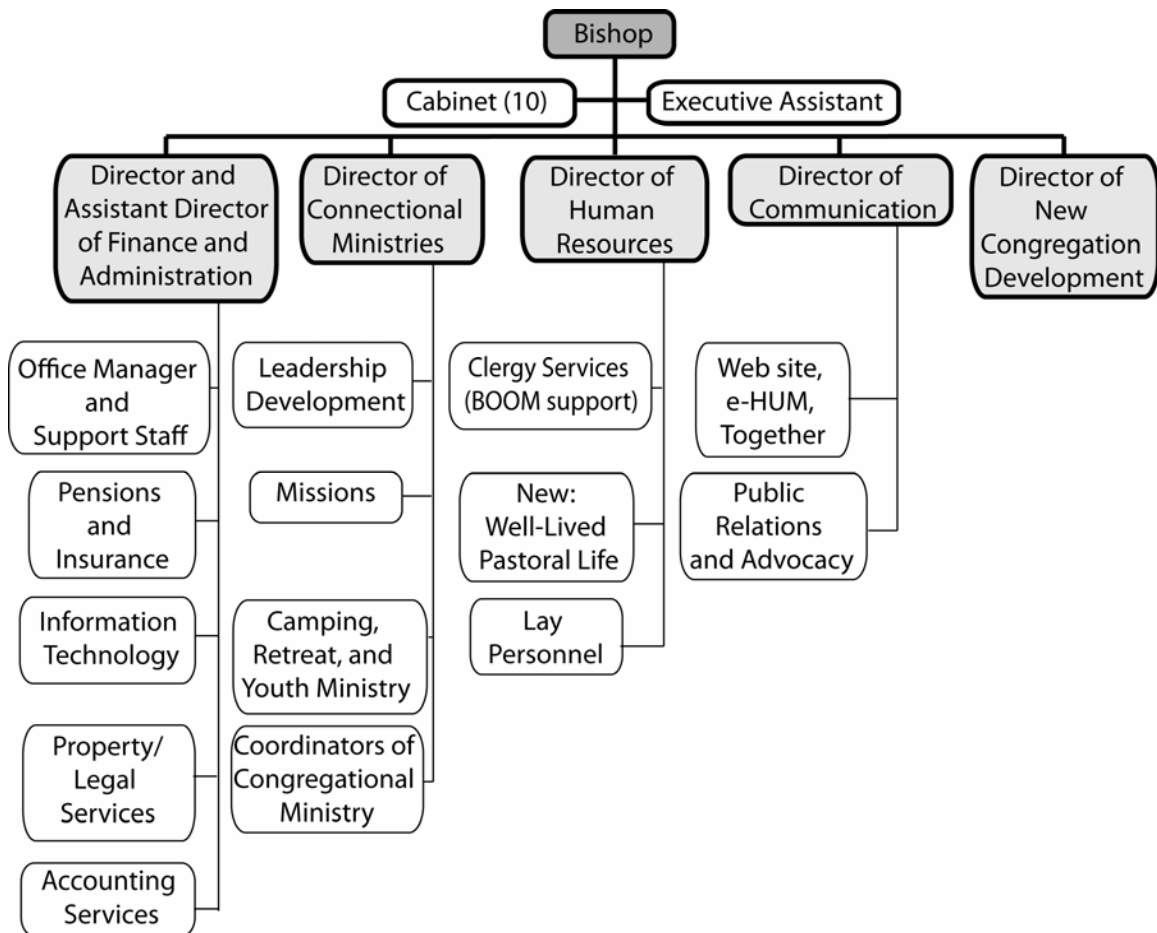 Bishop
Cabinet (10)
Executive Assistant
Director and
Assistant Director
of Finance and
Administration
Director of
Connectional
Ministries
Director of
Human
Resources
Director of
Communication
Director of
New
Congregation
Development
Office Manager
and
Support Staff
Pensions
and
Insurance
Information
Technology
Property/
Legal
Services
Accounting
Services
Leadership
Development
Missions
Camping,
Retreat, and
Youth Ministry
Coordinators of
Congregational
Ministry
Clergy Services
(BOOM support)
New:
Well-Lived
Pastoral Life
Lay
Personnel
Web site,
e-HUM,
Together
Public
Relations
and Advocacy